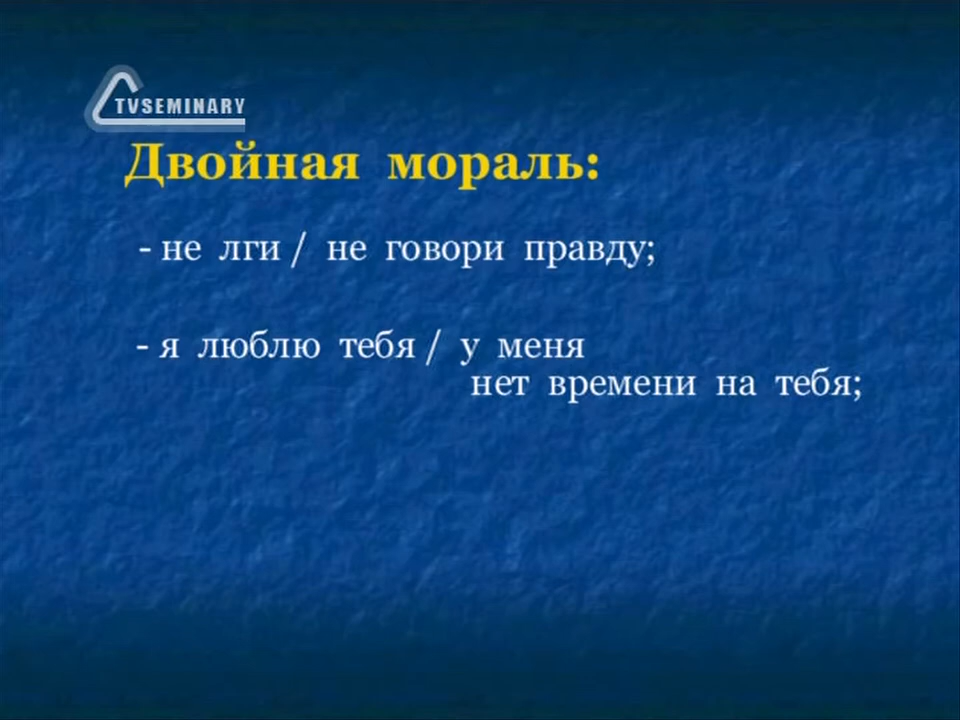 TVSEMINARY
Двойная мораль:
- не лги / не говори правду;
- я люблю тебя / у меня
нет времени на тебя;